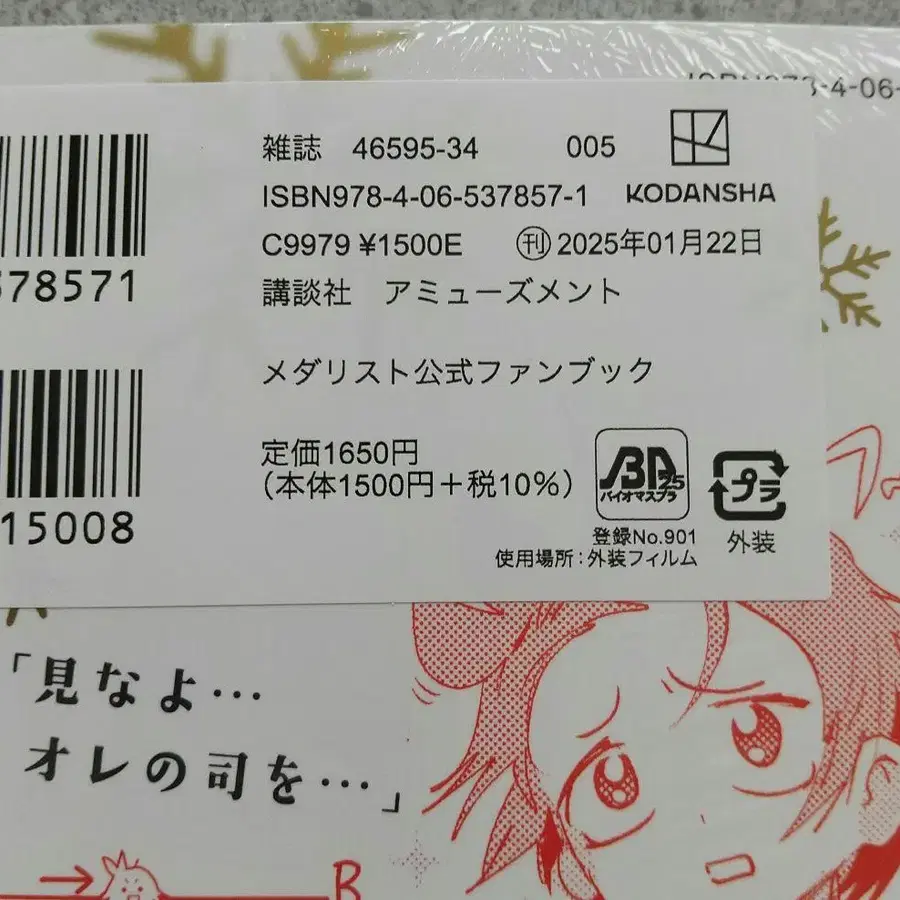 ISBN978-4-06-
雑誌 46595-34 005
ISBN978-4-06-537857-1 KODANSHA
C9979 ¥1500E 刊 2025年01月22日
講談社 アミューズメント
78571
メダリスト公式ファンブック
定価1650円
(本体1500円+税10%)
BP25
バイオマスプラ
プラ
登録No.901
外装
使用場所:外装フィルム
15008
「見なよ…
オレの司を…」
B